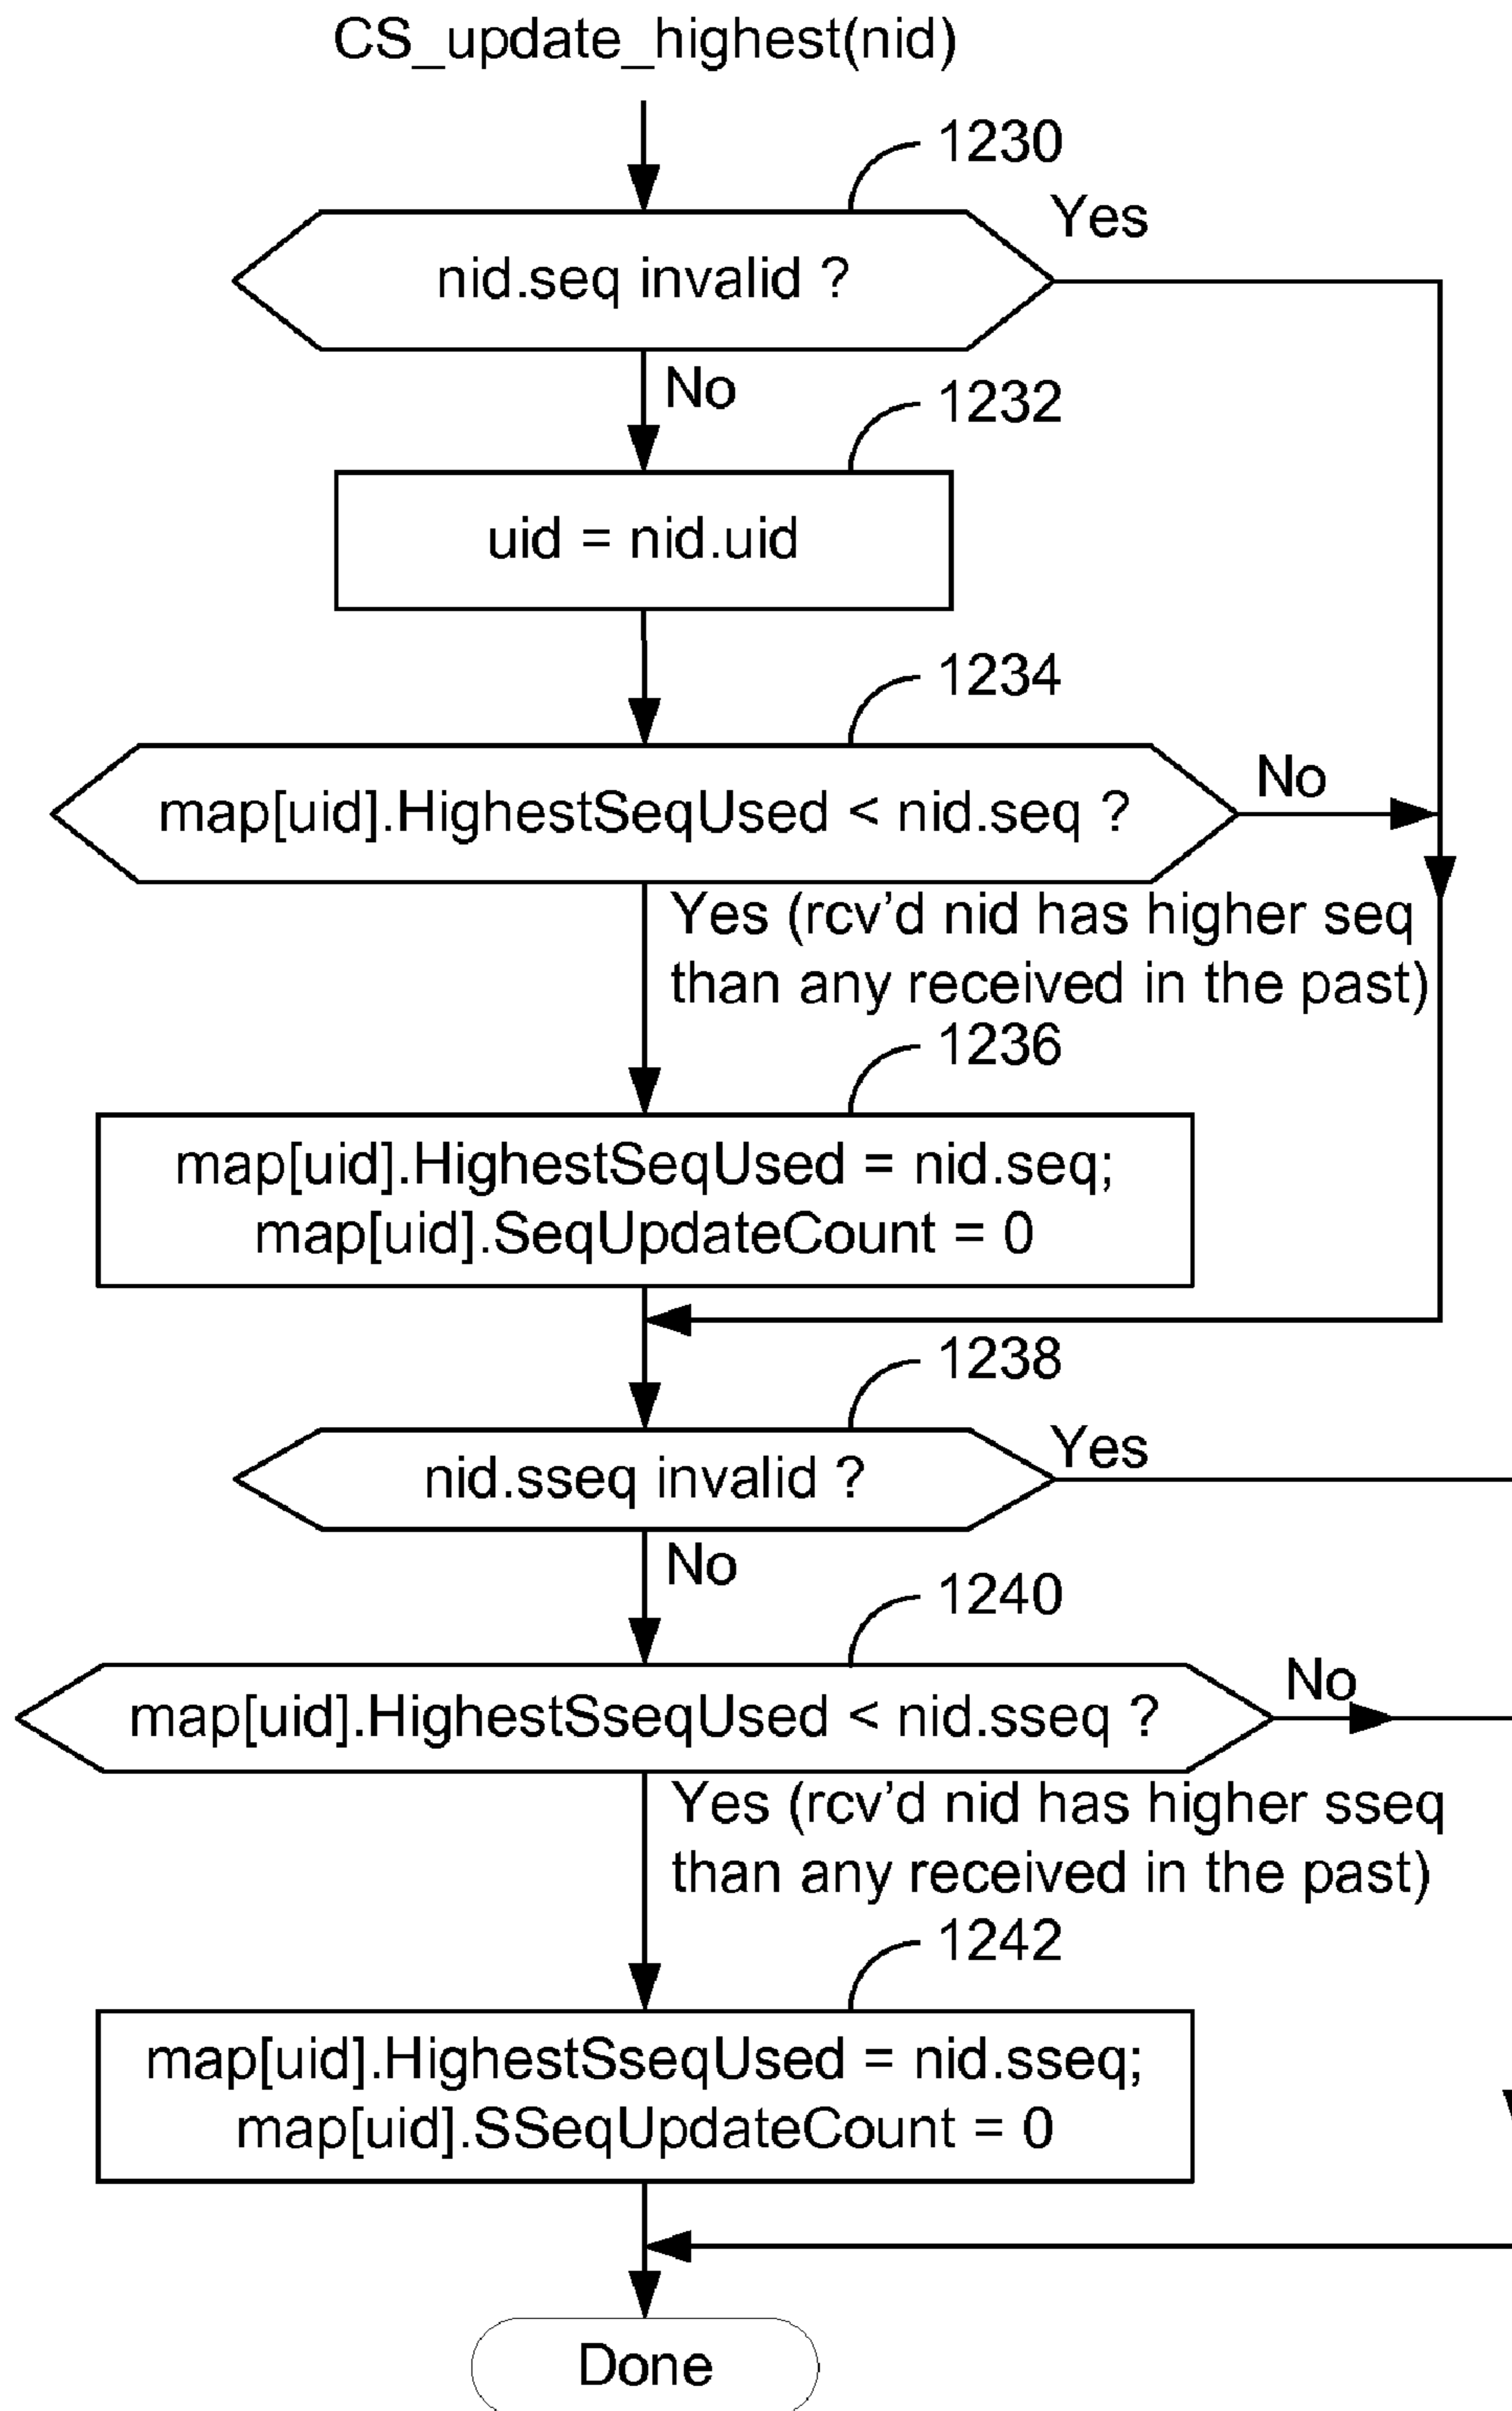 CS_update_highest(nid)
1230
Yes
nid.seq invalid ?
No
1232
uid = nid.uid
1234
No
map[uid].HighestSeqUsed < nid.seq ?
Yes (rcv'd nid has higher seq
than any received in the past)
1236
map[uid].HighestSeqUsed = nid.seq;
map[uid].SeqUpdateCount = 0
1238
Yes
nid.sseq invalid ?
No
1240
No
map[uid].HighestSseqUsed < nid.sseq ?
Yes (rcv'd nid has higher sseq
than any received in the past)
1242
map[uid].HighestSseqUsed = nid.sseq;
map[uid].SSeqUpdateCount = 0
Done